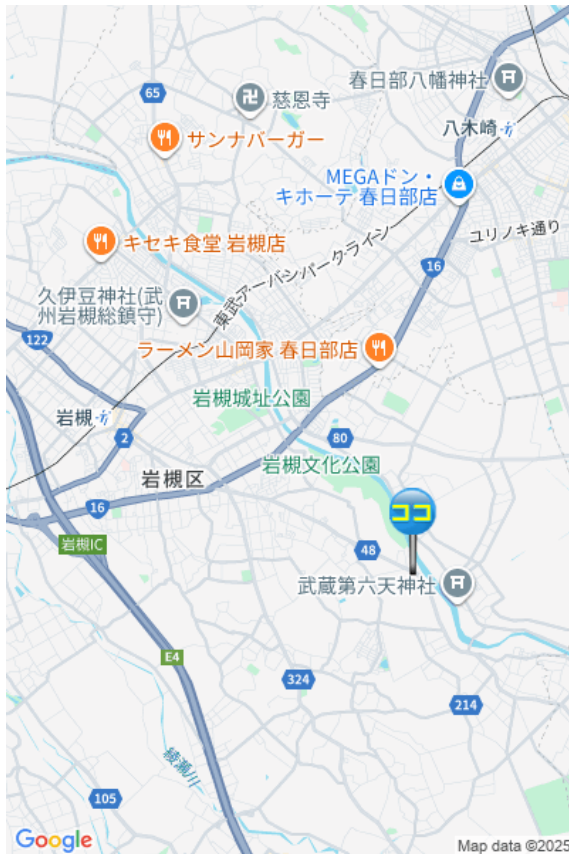 春日部八幡神社
65
慈恩寺
八木崎
サンナバーガー
MEGAドン・
キホーテ 春日部店
ユリノキ通り
キセキ食堂 岩槻店
東武アーバンパークライン
16
久伊豆神社(武
州岩槻総鎮守)
122
ラーメン山岡家 春日部店
岩槻城址公園
岩槻
2
80
岩槻文化公園
岩槻区
16
ココ
岩槻IC
48
武蔵第六天神社
E4
324
214
綾瀬川
105
Google
Map data ©2025